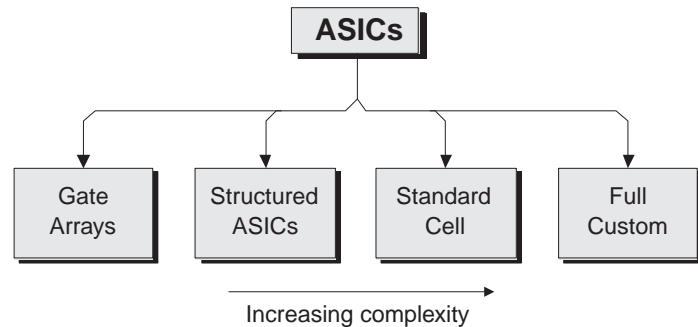 ASICs
Gate
Arrays
Structured
ASICs
Standard
Cell
Full
Custom
Increasing complexity